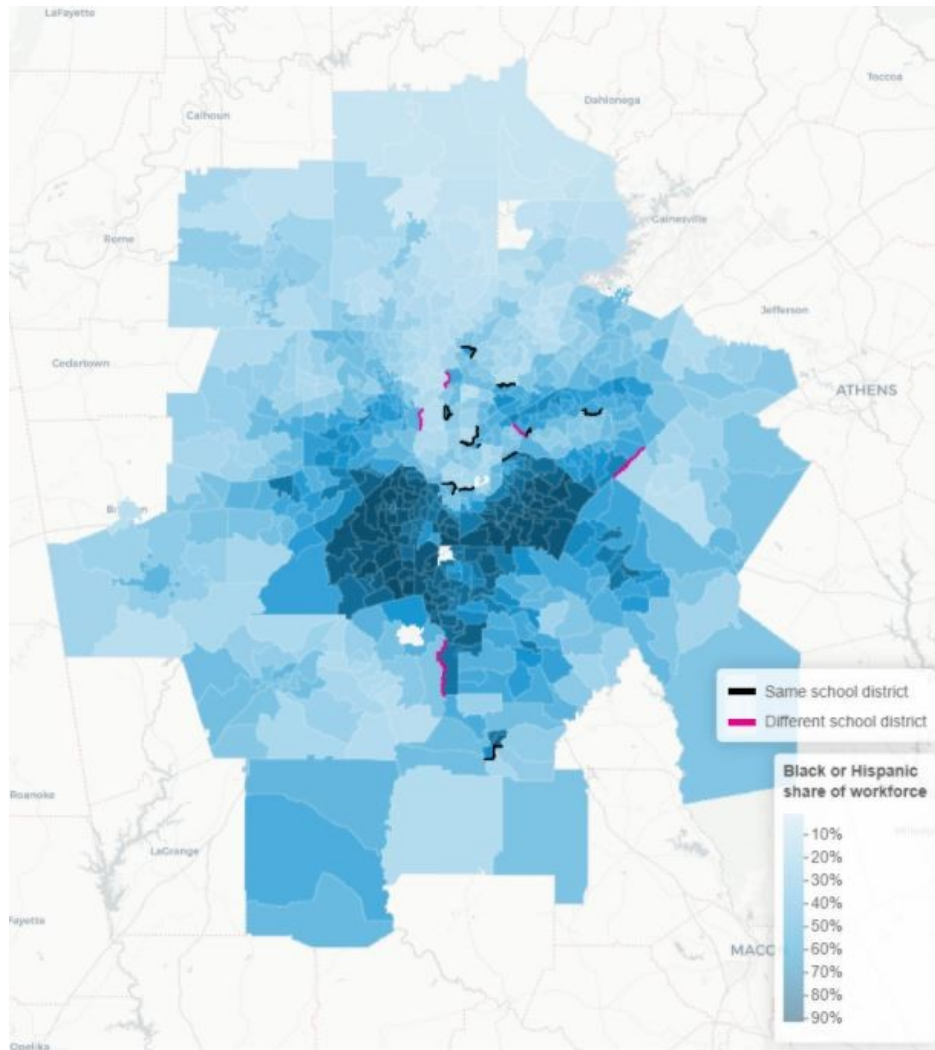 LaFayette
Toccoa
Dahlonega
Calhoun
Gainesville
Rome
Jefferson
Cedartown
ATHENS
Same school district
Different school district
Black or Hispanic
share of workforce
Roanoke
10%
20%
30%
LaGrange
40%
50%
60%
Fayette
70%
MACO
80%
90%
Opelika